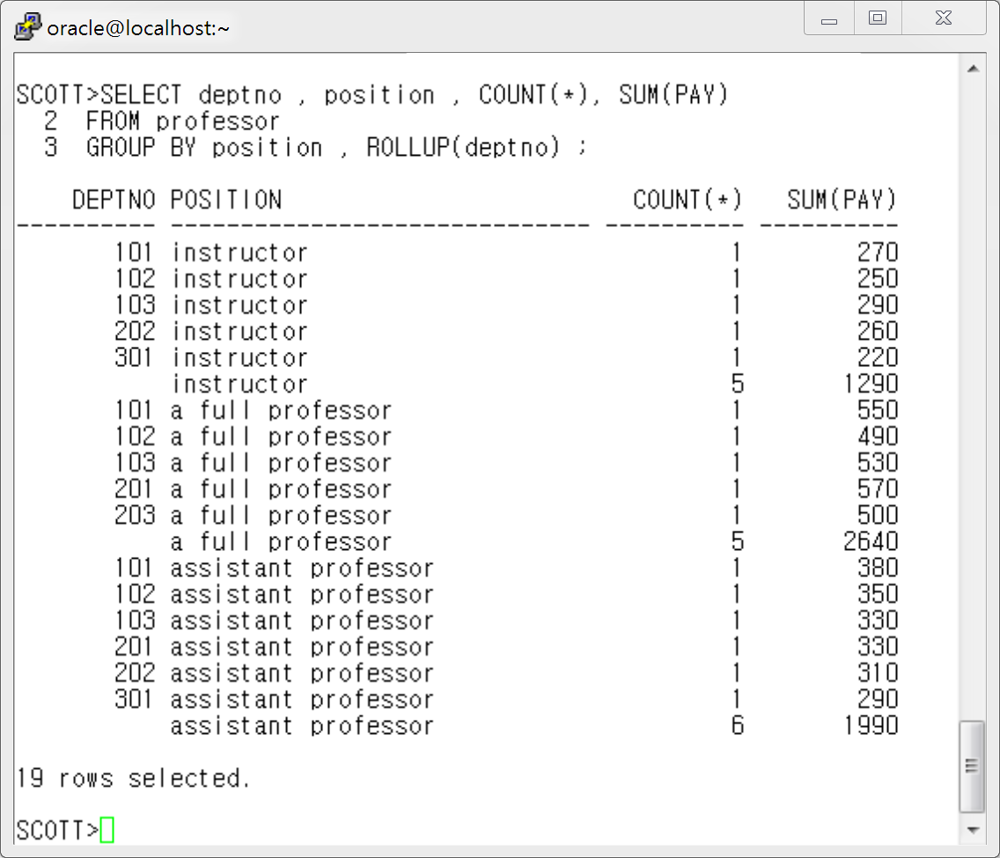 oracle@localhost:~
SCOTT>SELECT deptno , position , COUNT(*), SUM(PAY)
2 FROM professor
3 GROUP BY position , ROLLUP(deptno) ;
DEPTNO POSITION COUNT(*) SUM(PAY)
---------- ------------------------------ ---------- ----------
101 instructor 1 270
102 instructor 1 250
103 instructor 1 290
202 instructor 1 260
301 instructor 1 220
instructor 5 1290
101 a full professor 1 550
102 a full professor 1 490
103 a full professor 1 530
201 a full professor 1 570
203 a full professor 1 500
a full professor 5 2640
101 assistant professor 1 380
102 assistant professor 1 350
103 assistant professor 1 330
201 assistant professor 1 330
202 assistant professor 1 310
301 assistant professor 1 290
assistant professor 6 1990
19 rows selected.
SCOTT>